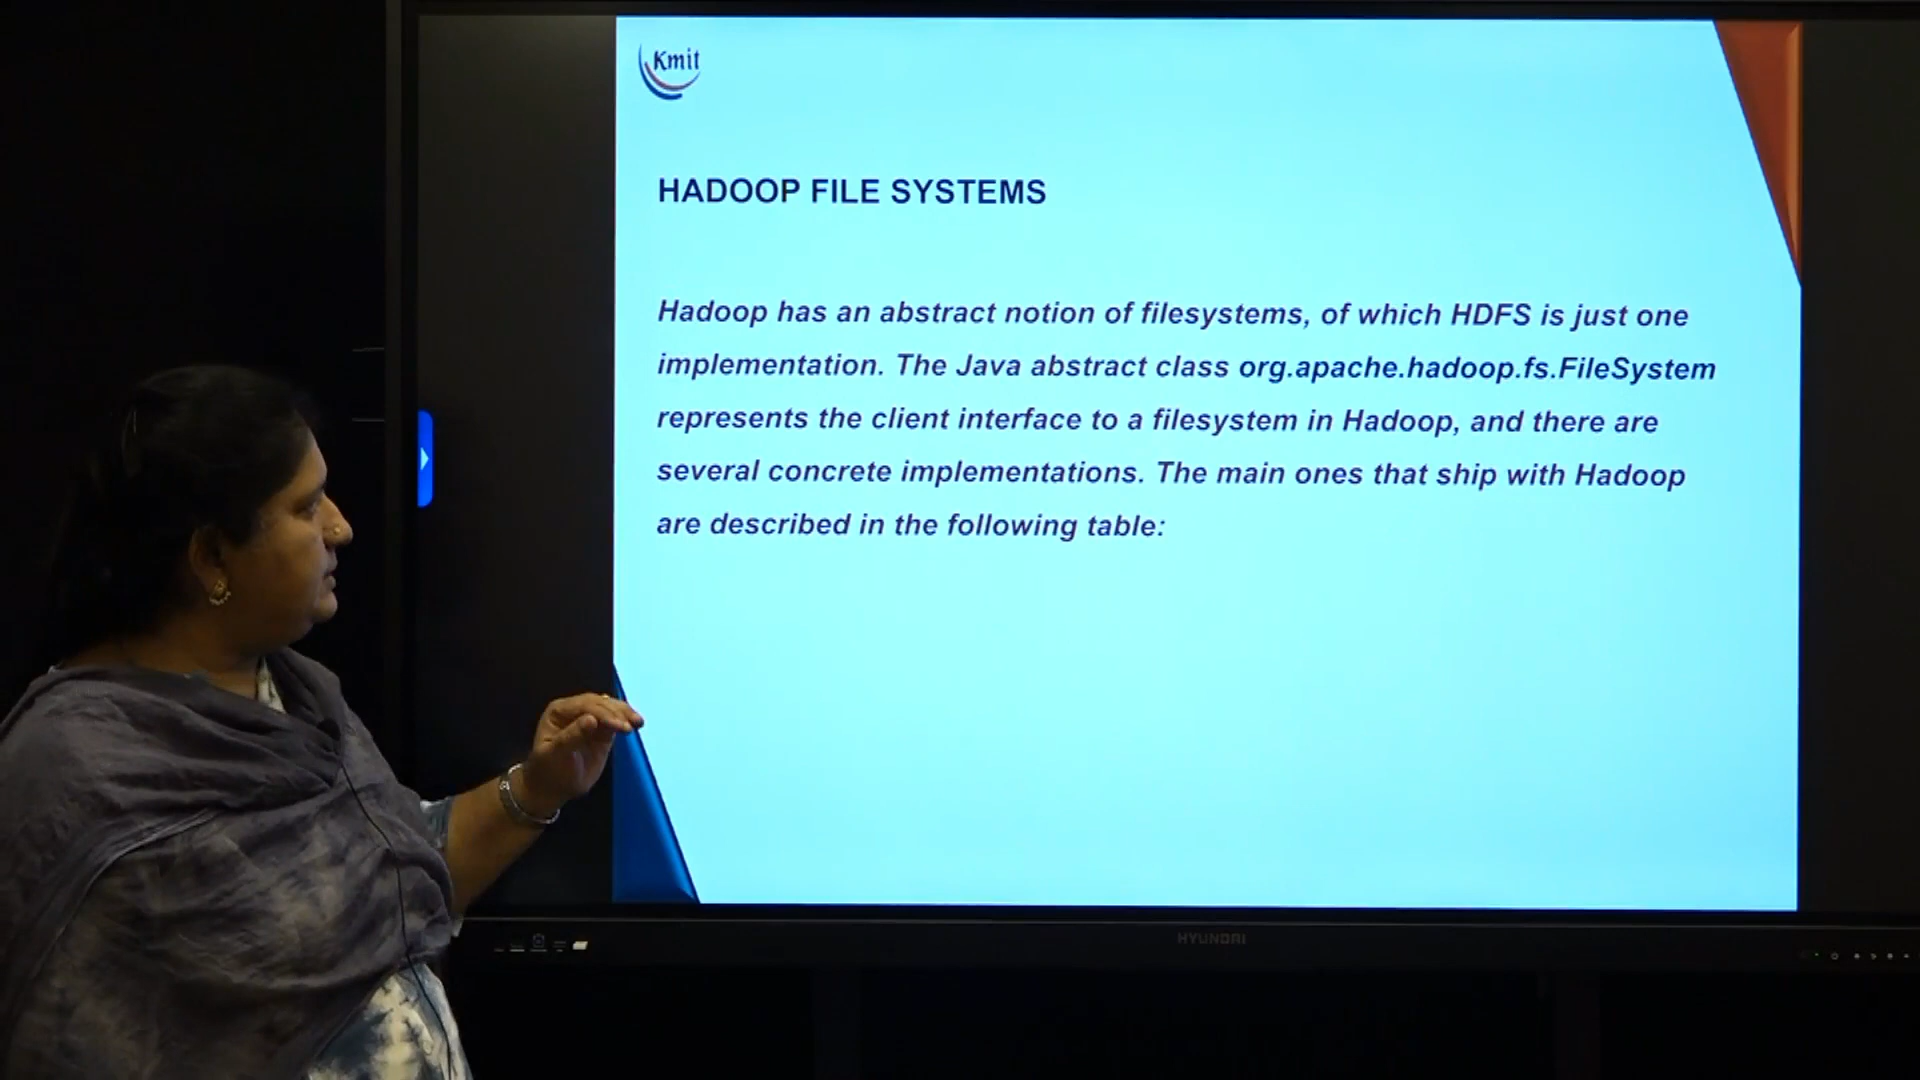 Kmit
HADOOP FILE SYSTEMS
Hadoop has an abstract notion of filesystems, of which HDFS is just one
implementation. The Java abstract class org.apache.hadoop.fs.FileSystem
represents the client interface to a filesystem in Hadoop, and there are
several concrete implementations. The main ones that ship with Hadoop
are described in the following table:
HYUNDAI